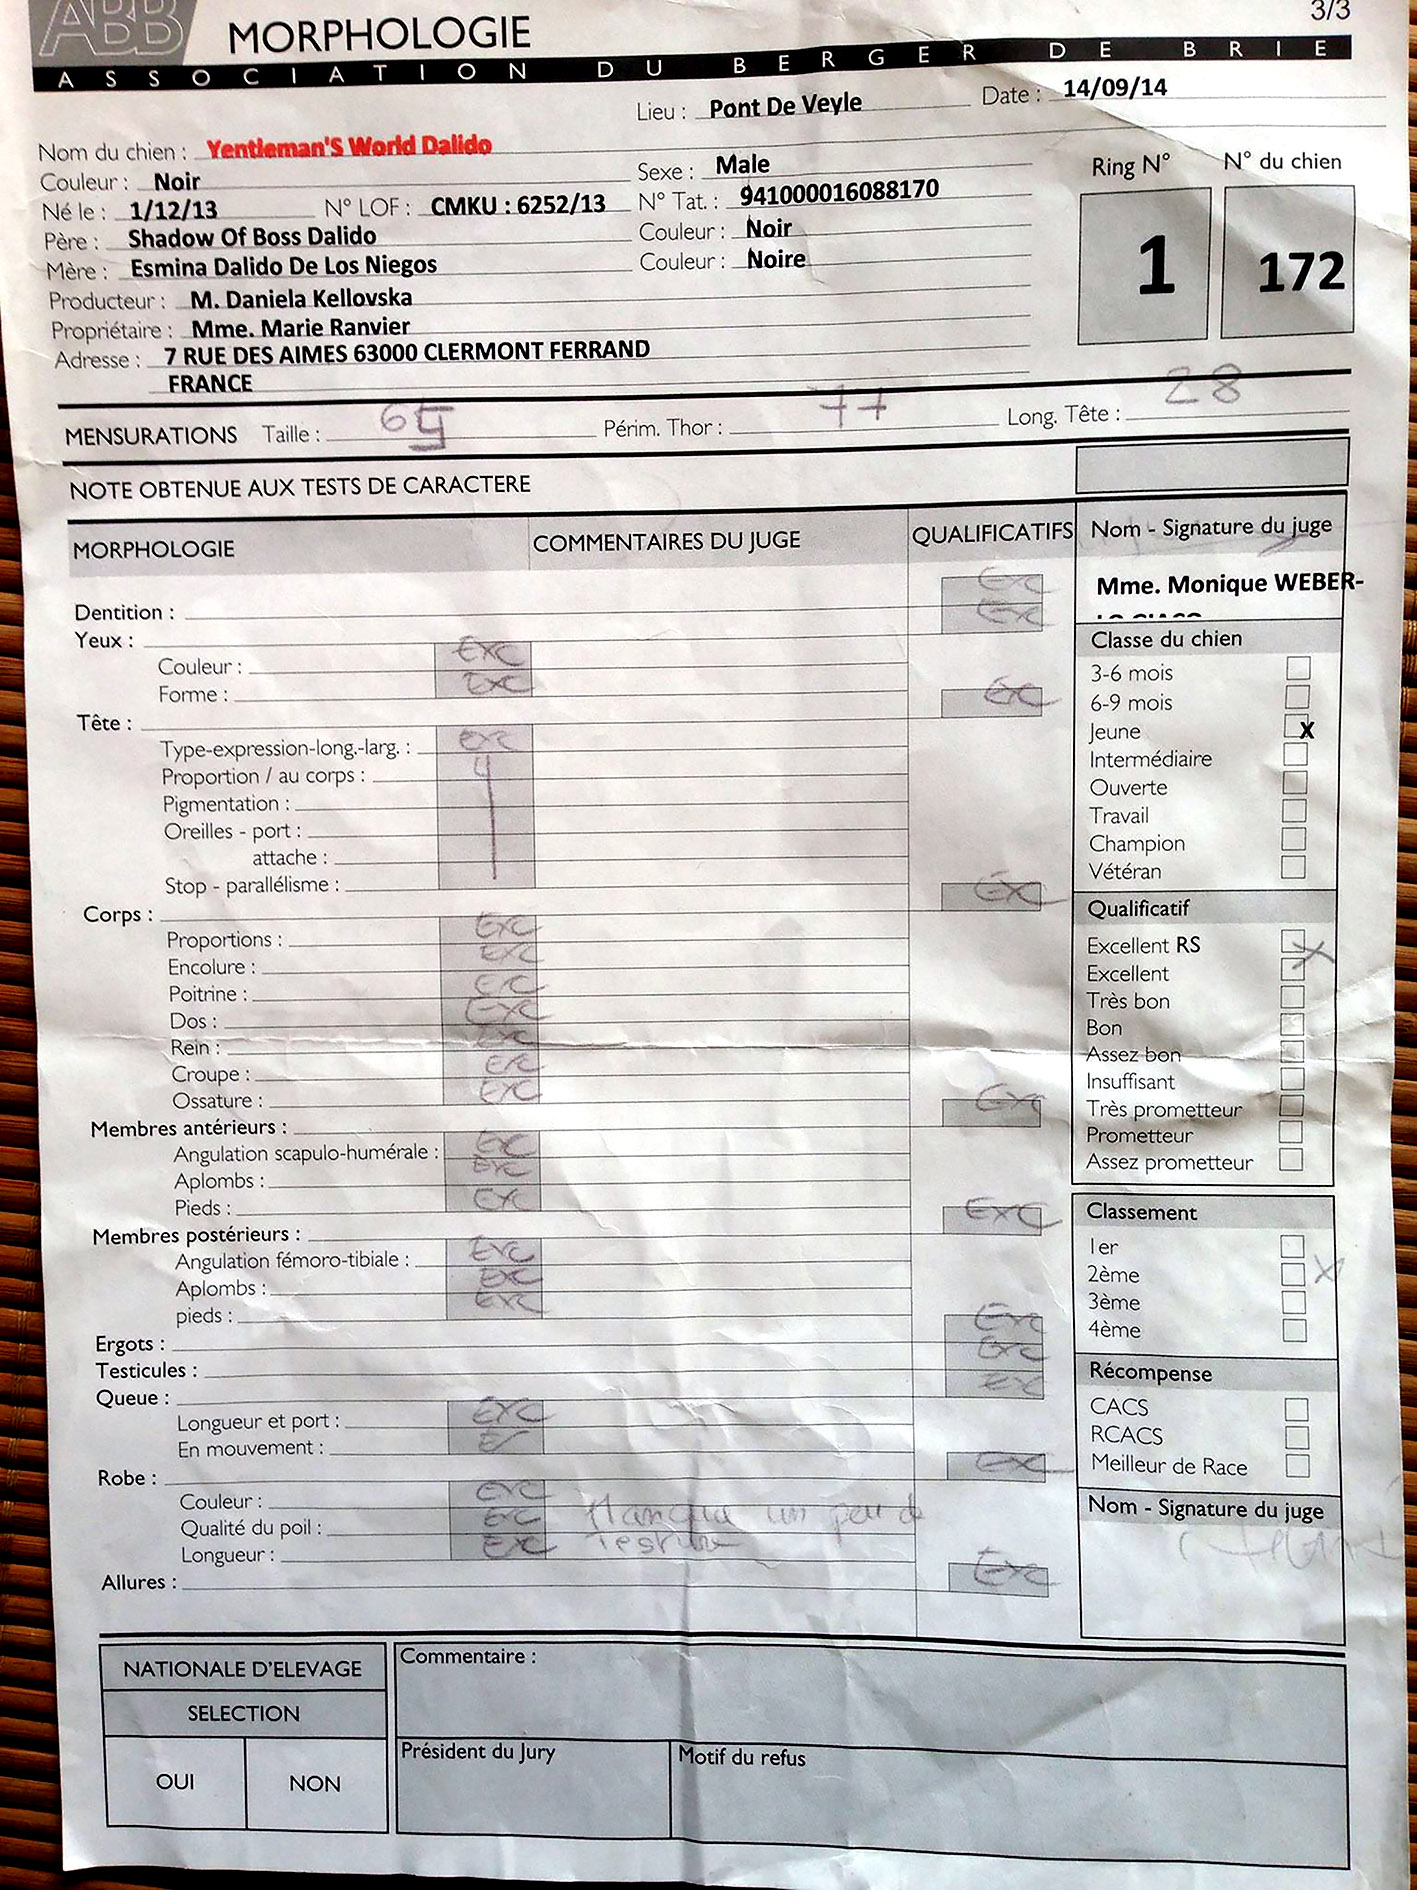 ABB MORPHOLOGIE 3/3
ASSOCIATION DU BERGER DE BRIE
Lieu : Pont De Veyle Date : 14/09/14
Nom du chien : Yentleman'S World Dalido
Couleur : Noir Sexe : Male
Né le : 1/12/13 N° LOF : CMKU : 6252/13 N° Tat. : 941000016088170
Père : Shadow Of Boss Dalido Couleur : Noir
Mère : Esmina Dalido De Los Niegos Couleur : Noire
Producteur : M. Daniela Kellovska
Propriétaire : Mme. Marie Ranvier
Adresse : 7 RUE DES AIMES 63000 CLERMONT FERRAND
FRANCE
Ring N° N° du chien
1 172
MENSURATIONS Taille : 65 Périm. Thor : 77 Long. Tête : 28
NOTE OBTENUE AUX TESTS DE CARACTERE
MORPHOLOGIE COMMENTAIRES DU JUGE QUALIFICATIFS
Dentition : Exc
Yeux : Exc
Couleur : Exc
Forme : Exc
Tête : Exc
Type-expression-long.-larg. : Exc
Proportion / au corps :
Pigmentation :
Oreilles - port :
attache :
Stop - parallélisme :
Corps : Exc
Proportions : Exc
Encolure : Exc
Poitrine : Exc
Dos : Exc
Rein : Exc
Croupe : Exc
Ossature : Exc
Membres antérieurs : Exc
Angulation scapulo-humérale : Exc
Aplombs : Exc
Pieds : Exc
Membres postérieurs : Exc
Angulation fémoro-tibiale : Exc
Aplombs : Exc
pieds : Exc
Ergots : Exc
Testicules : Exc
Queue : Exc
Longueur et port : Exc
En mouvement :
Robe : Exc
Couleur : Exc
Qualité du poil : Exc Manque un peu de
Longueur : Exc texture
Allures : Exc
Nom - Signature du juge
Mme. Monique WEBER-
Classe du chien
3-6 mois
6-9 mois
Jeune X
Intermédiaire
Ouverte
Travail
Champion
Vétéran
Qualificatif
Excellent RS
Excellent X
Très bon
Bon
Assez bon
Insuffisant
Très prometteur
Prometteur
Assez prometteur
Classement
1er
2ème X
3ème
4ème
Récompense
CACS
RCACS
Meilleur de Race
Nom - Signature du juge
NATIONALE D'ELEVAGE
SELECTION
OUI NON
Commentaire :
Président du Jury
Motif du refus